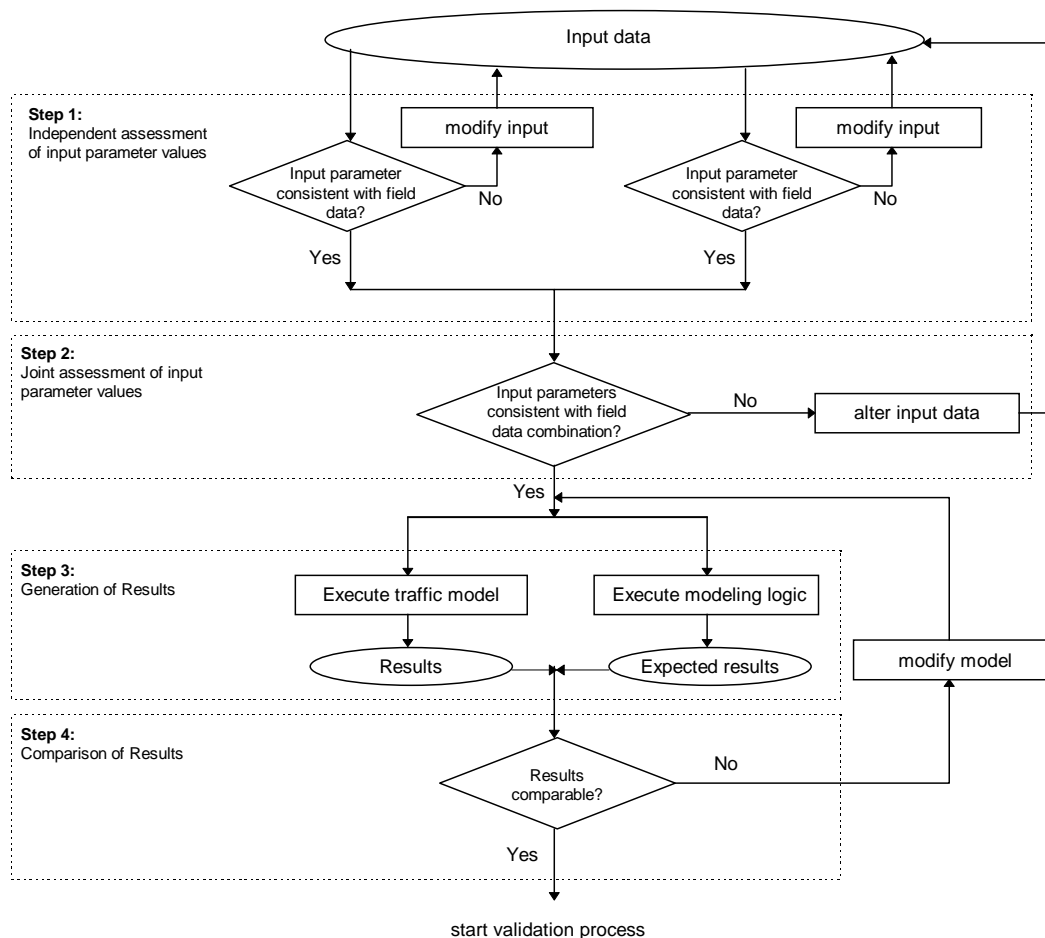 Input data
Step 1:
Independent assessment
of input parameter values
modify input
modify input
Input parameter
consistent with field
data?
No
Input parameter
consistent with field
data?
No
Yes
Yes
Step 2:
Joint assessment of input
parameter values
Input parameters
consistent with field
data combination?
No
alter input data
Yes
Step 3:
Generation of Results
Execute traffic model
Execute modeling logic
Results
Expected results
modify model
Step 4:
Comparison of Results
Results
comparable?
No
Yes
start validation process